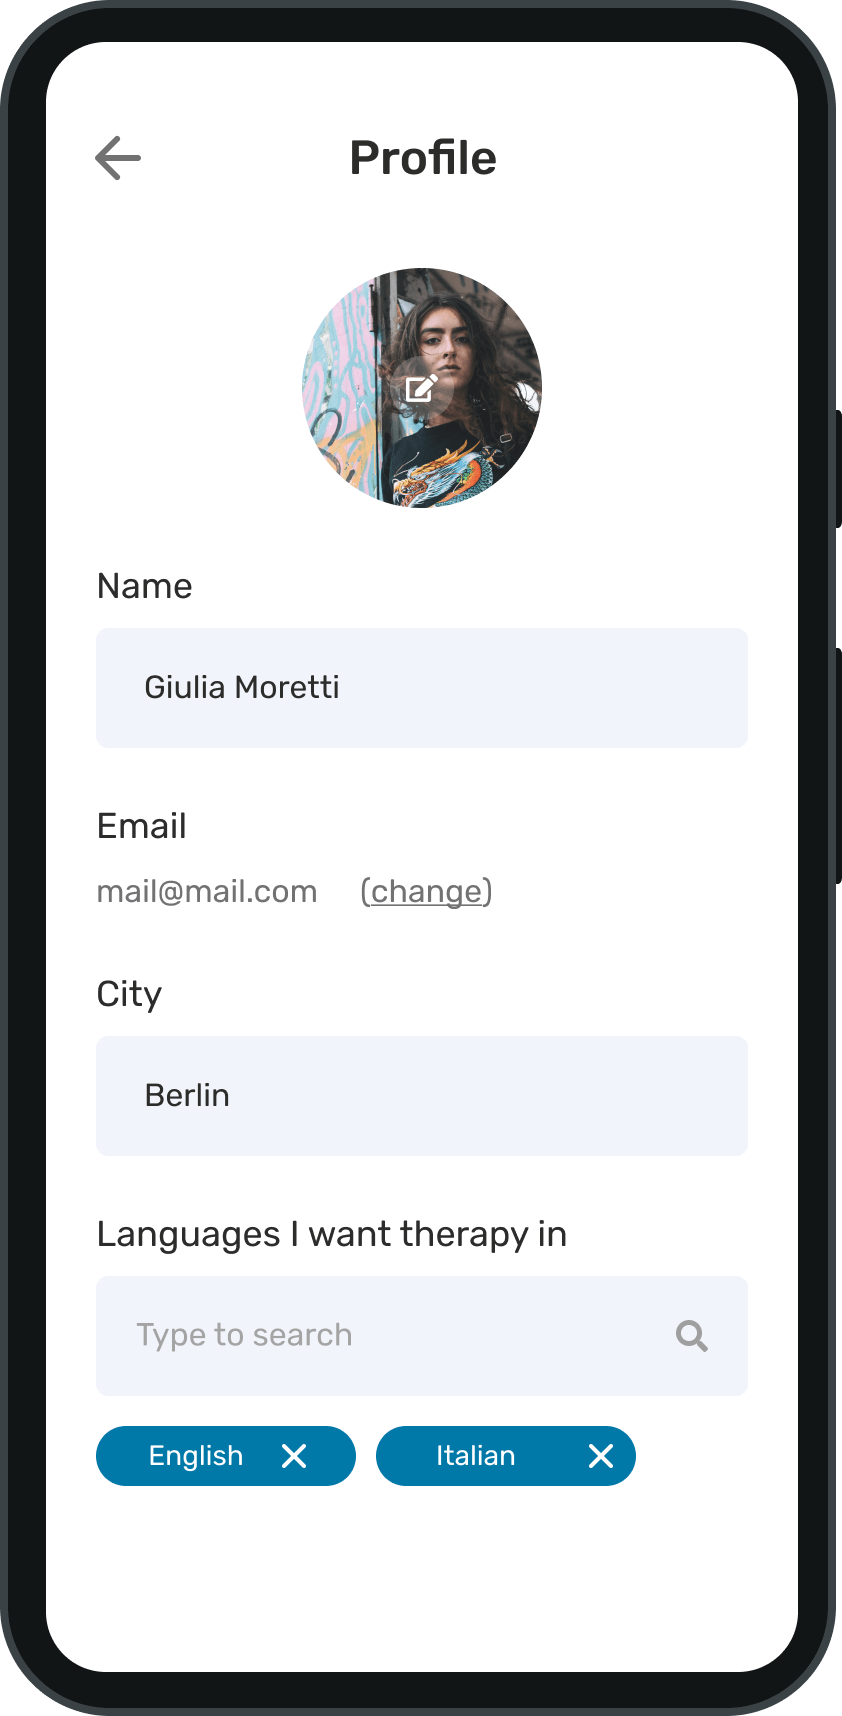 Profile
Name
Giulia Moretti
Email
mail@mail.com (change)
City
Berlin
Languages I want therapy in
Type to search
English Italian